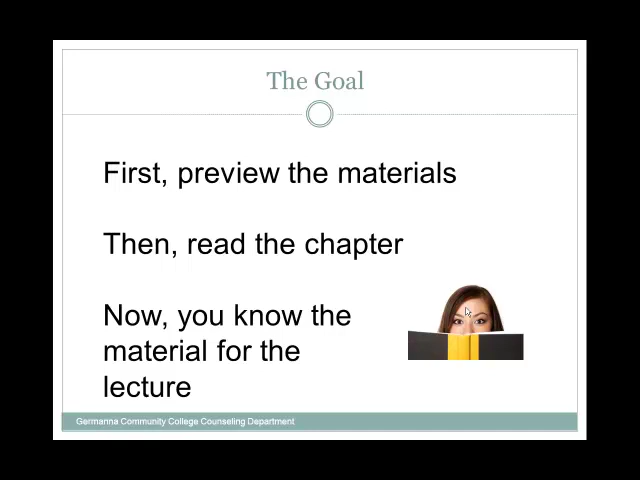 The Goal
First, preview the materials
Then, read the chapter
Now, you know the
material for the
lecture
Germanna Community College Counseling Department